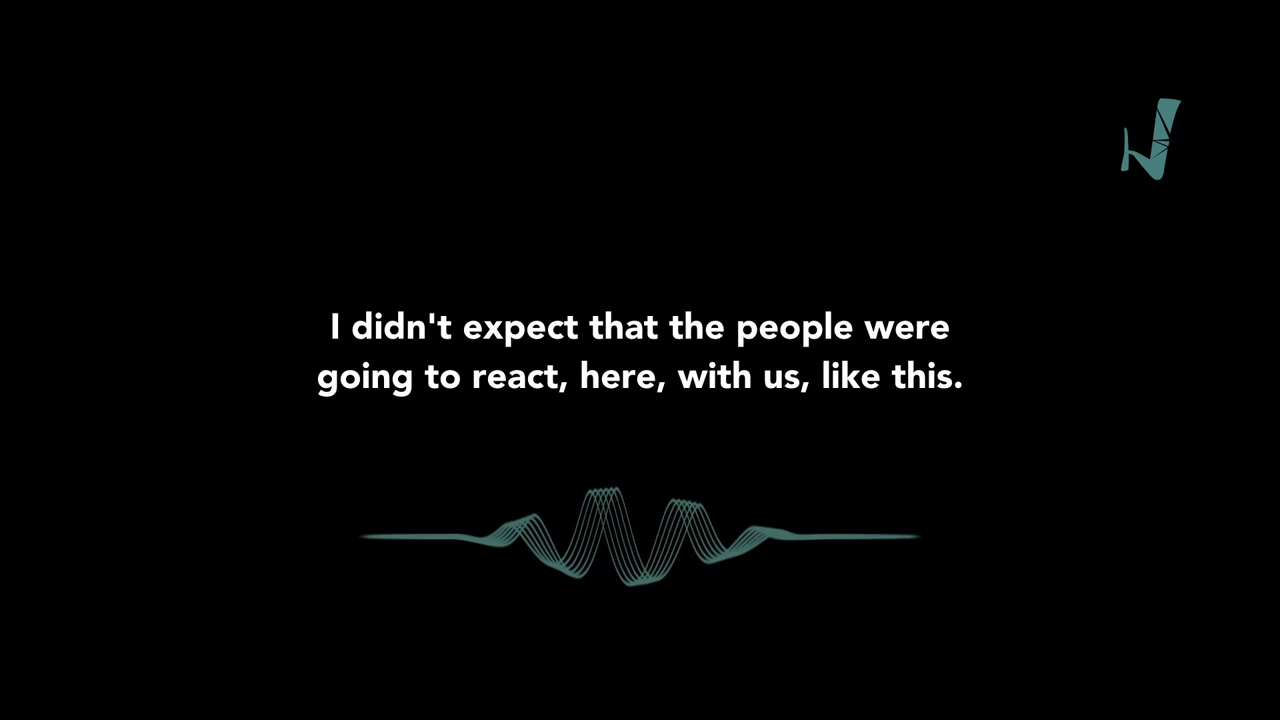 I didn't expect that the people were
going to react, here, with us, like this.